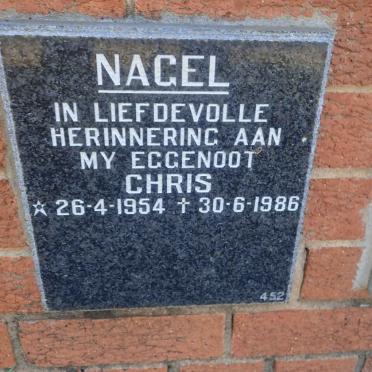 NAGEL
IN LIEFDEVOLLE
HERINNERING AAN
MY EGGENOOT
CHRIS
☆ 26-4-1954 † 30-6-1986
452